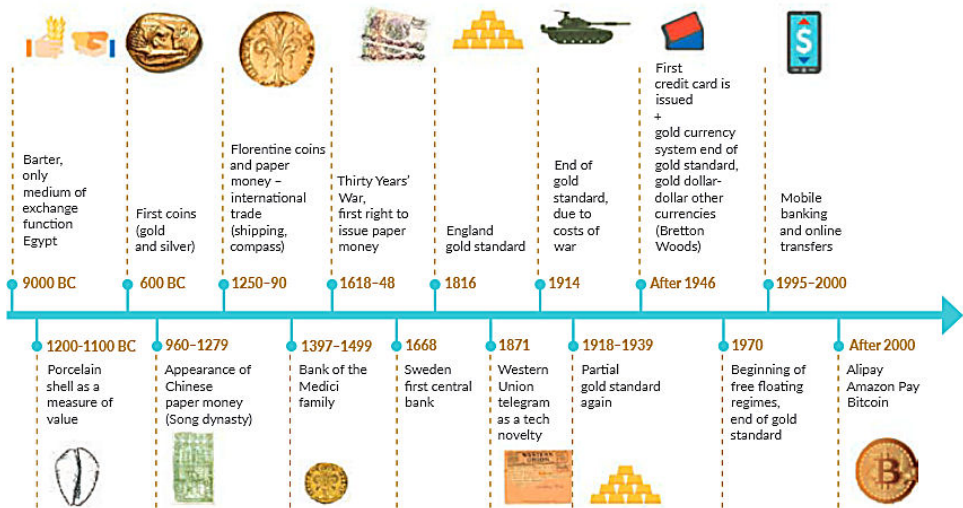 Barter,
only
medium of
exchange
function
Egypt
9000 BC
First coins
(gold
and silver)
600 BC
Florentine coins
and paper
money –
international
trade
(shipping,
compass)
1250–90
Thirty Years'
War,
first right to
issue paper
money
1618–48
England
gold standard
1816
End of
gold
standard,
due to
costs of
war
1914
First
credit card is
issued
+
gold currency
system end of
gold standard,
gold dollar-
dollar other
currencies
(Bretton
Woods)
After 1946
$
Mobile
banking
and online
transfers
1995–2000
1200-1100 BC
Porcelain
shell as a
measure of
value
960–1279
Appearance of
Chinese
paper money
(Song dynasty)
1397–1499
Bank of the
Medici
family
1668
Sweden
first central
bank
1871
Western
Union
telegram
as a tech
novelty
WESTERN
UNION
1918–1939
Partial
gold standard
again
1970
Beginning of
free floating
regimes,
end of gold
standard
After 2000
Alipay
Amazon Pay
Bitcoin
B